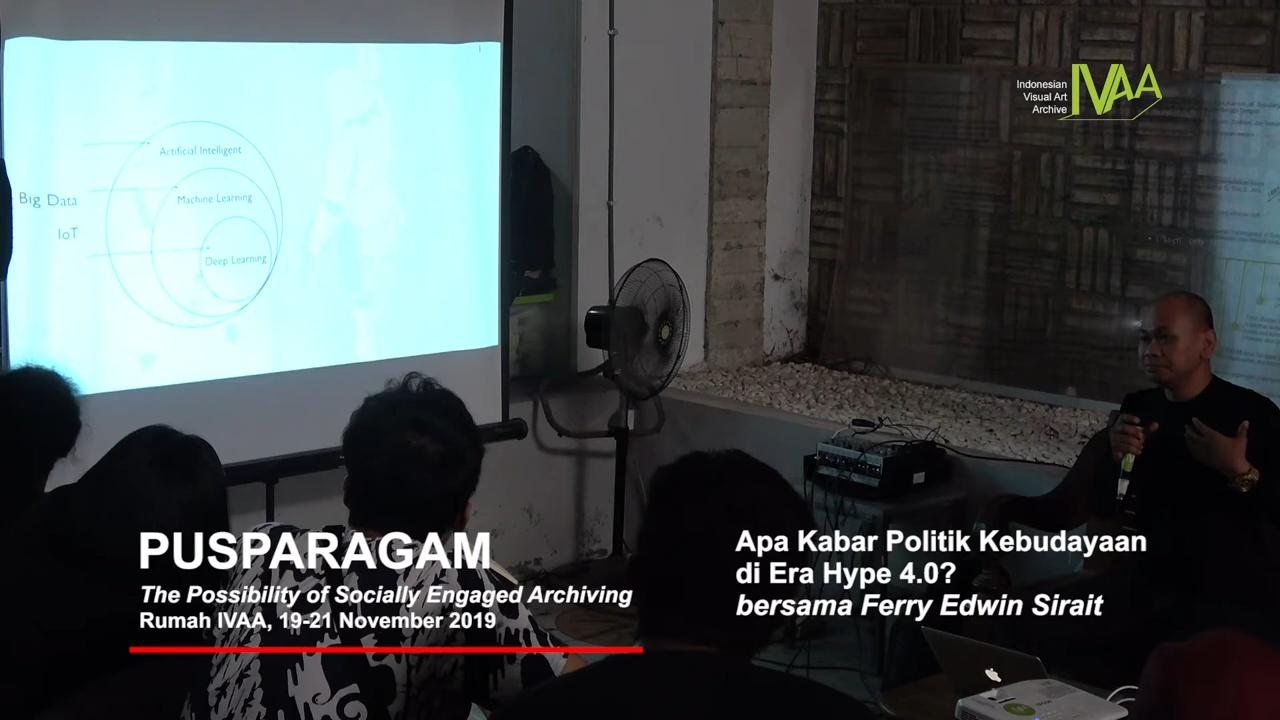 Artificial Intelligent
Machine Learning
Big Data
IoT
Deep Learning
Indonesian
Visual Art
Archive
IVAA
PUSPARAGAM
The Possibility of Socially Engaged Archiving
Rumah IVAA, 19-21 November 2019
Apa Kabar Politik Kebudayaan
di Era Hype 4.0?
bersama Ferry Edwin Sirait